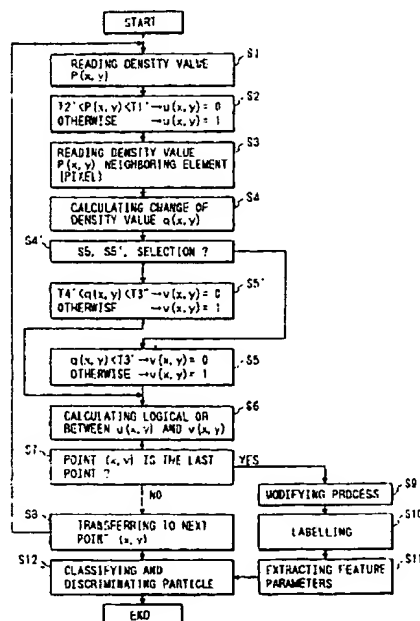 START
S1
READING DENSITY VALUE
P(x, y)
S2
T2'<P(x, y)<T1'→u(x, y)= 0
OTHERWISE →u(x, y)= 1
S3
READING DENSITY VALUE
P(x, y) NEIGHBORING ELEMENT
(PIXEL)
S4
CALCULATING CHANGE OF
DENSITY VALUE q(x, y)
S4'
S5, S5', SELECTION ?
S5'
T4'<q(x, y)<T3"→v(x, y)= 0
OTHERWISE →v(x, y)= 1
S5
q(x, y)<T3'→v(x, y)= 0
OTHERWISE →v(x, y)= 1
S6
CALCULATING LOGICAL OR
BETWEEN u(x, y) AND v(x, y)
S7
POINT (x, y) IS THE LAST
POINT ?
YES
NO
S9
MODIFYING PROCESS
S10
LABELLING
S8
TRANSFERRING TO NEXT
POINT (x, y)
S11
EXTRACTING FEATURE
PARAMETERS
S12
CLASSIFYING AND
DISCRIMINATING PARTICLE
END